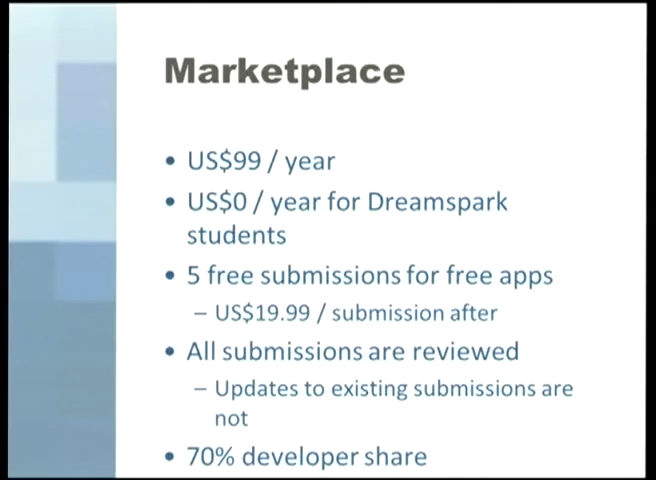 Marketplace
• US$99 / year
• US$0 / year for Dreamspark
students
• 5 free submissions for free apps
– US$19.99 / submission after
• All submissions are reviewed
– Updates to existing submissions are
not
• 70% developer share